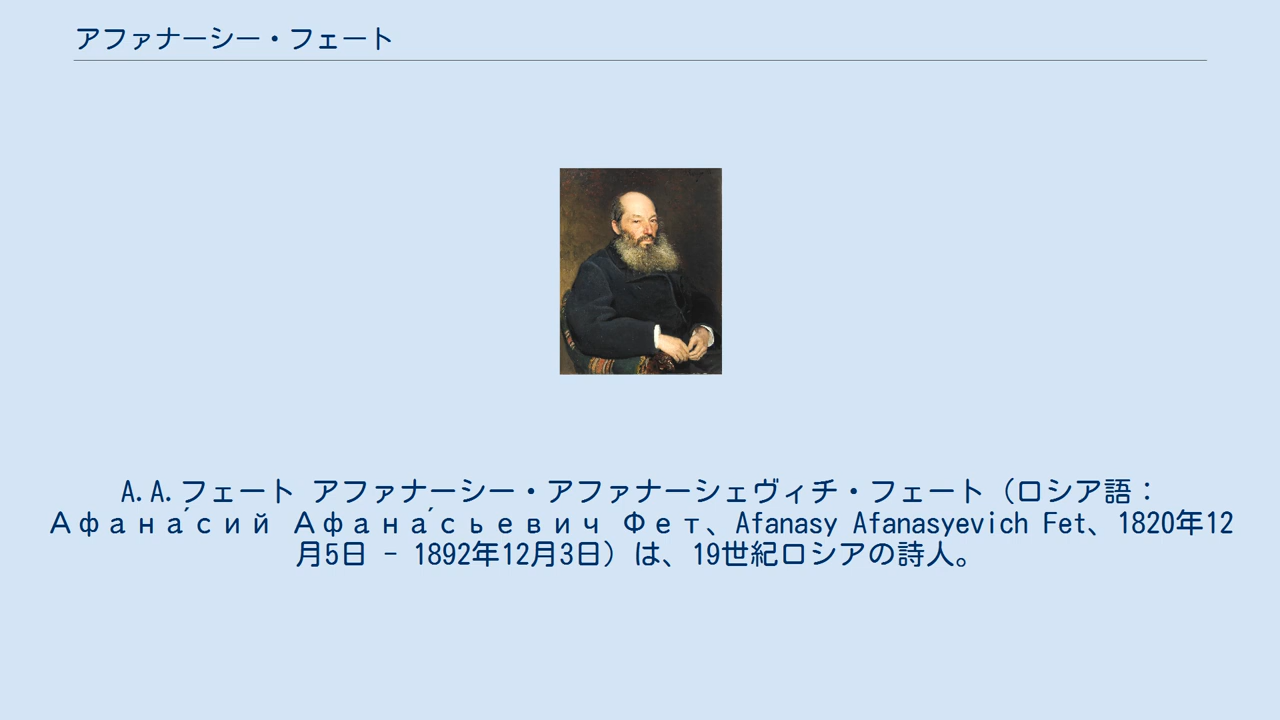 アファナーシー・フェート
A.A.フェート アファナーシー・アファナーシェヴィチ・フェート（ロシア語：
Афана́сий Афана́сьевич Фет、Afanasy Afanasyevich Fet、1820年12
月5日 - 1892年12月3日）は、19世紀ロシアの詩人。